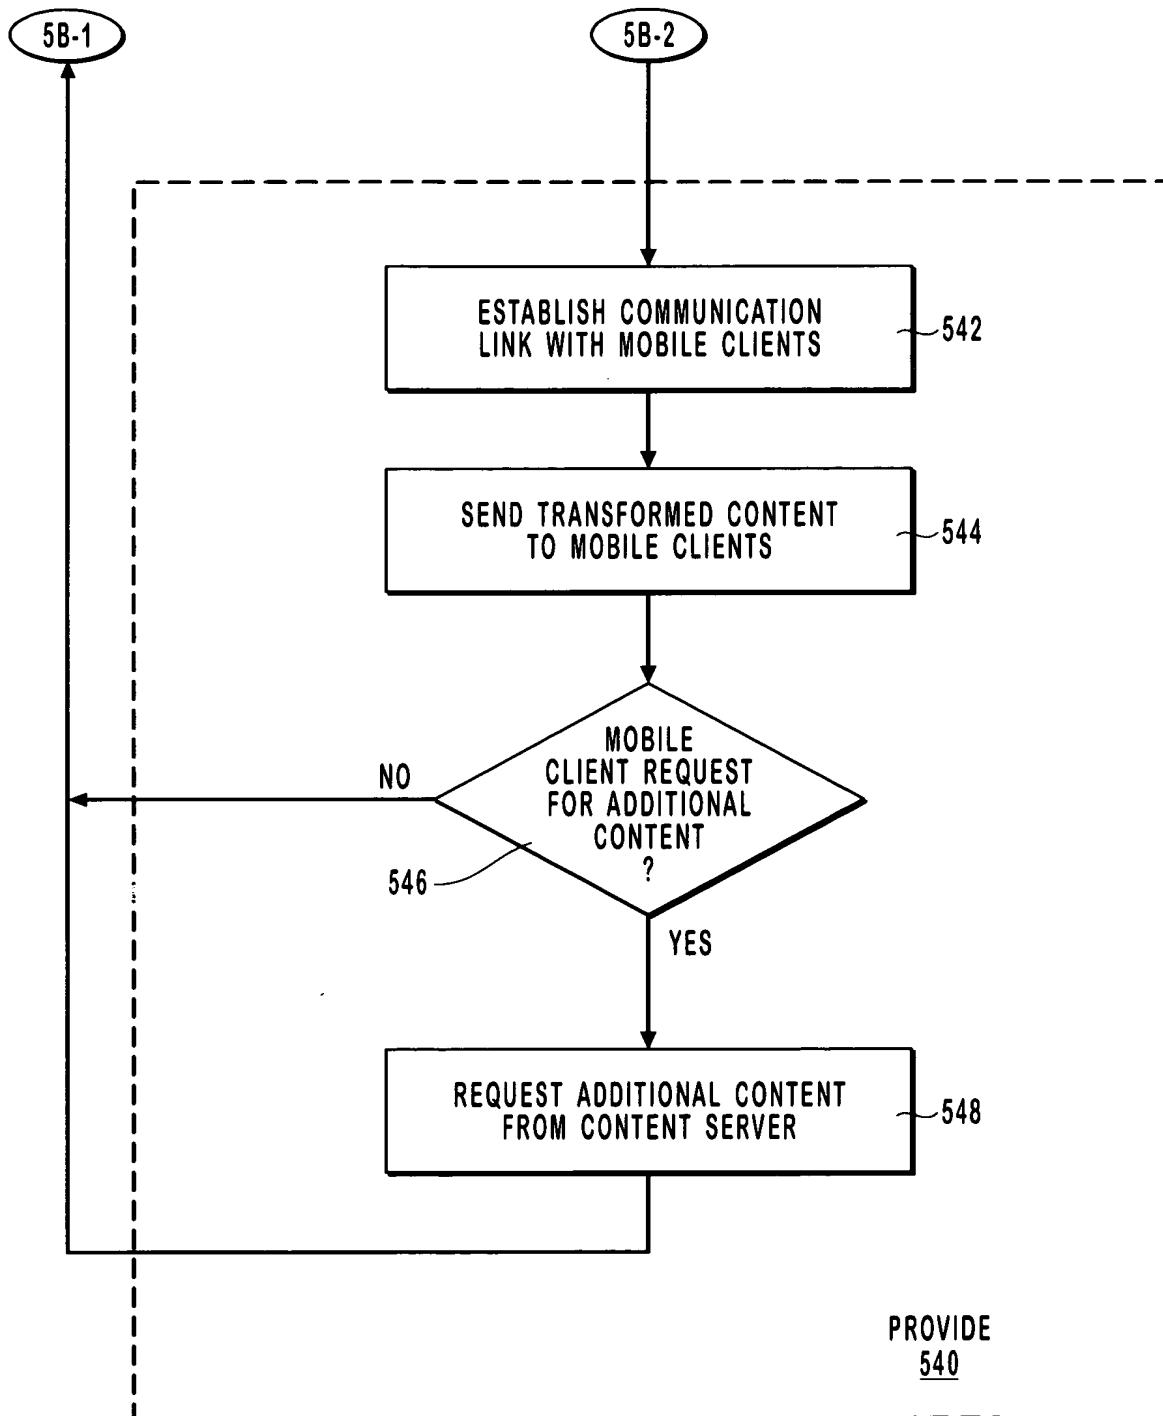 5B-1
5B-2
ESTABLISH COMMUNICATION
LINK WITH MOBILE CLIENTS
542
SEND TRANSFORMED CONTENT
TO MOBILE CLIENTS
544
MOBILE
CLIENT REQUEST
FOR ADDITIONAL
CONTENT
?
NO
546
YES
REQUEST ADDITIONAL CONTENT
FROM CONTENT SERVER
548
PROVIDE
540